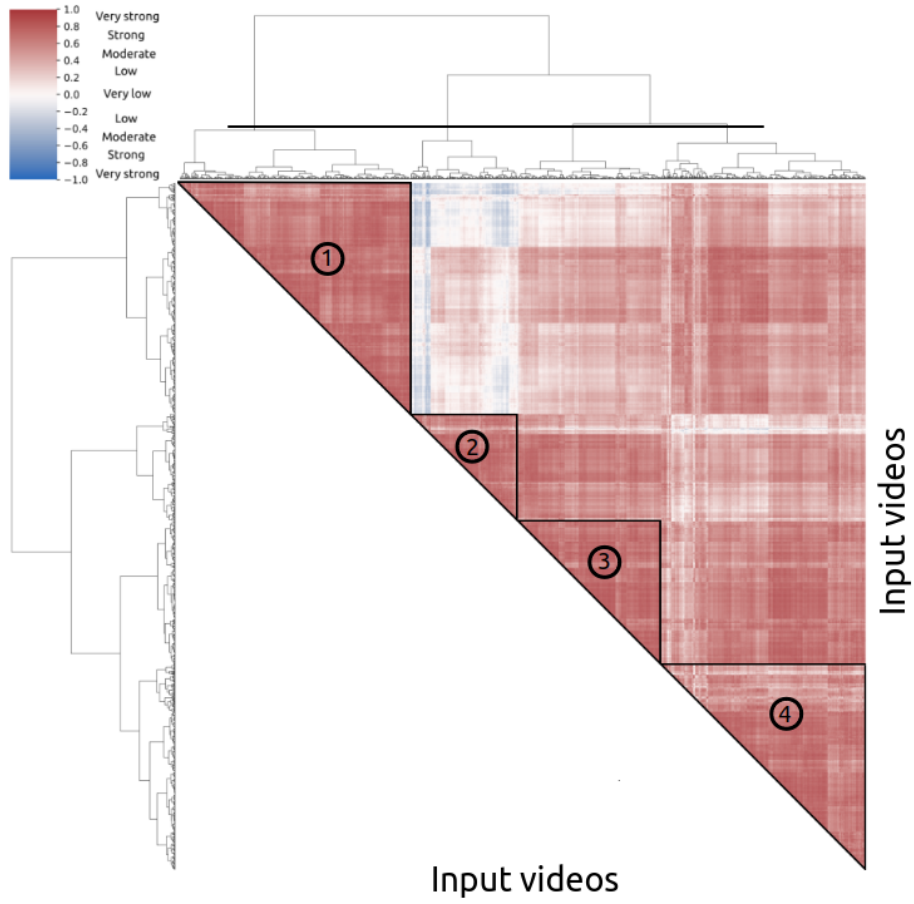 1.0 Very strong
0.8 Strong
0.6 Moderate
0.4 Low
0.2
0.0 Very low
−0.2 Low
−0.4 Moderate
−0.6 Strong
−0.8 Very strong
−1.0
1
2
3
4
Input videos
Input videos